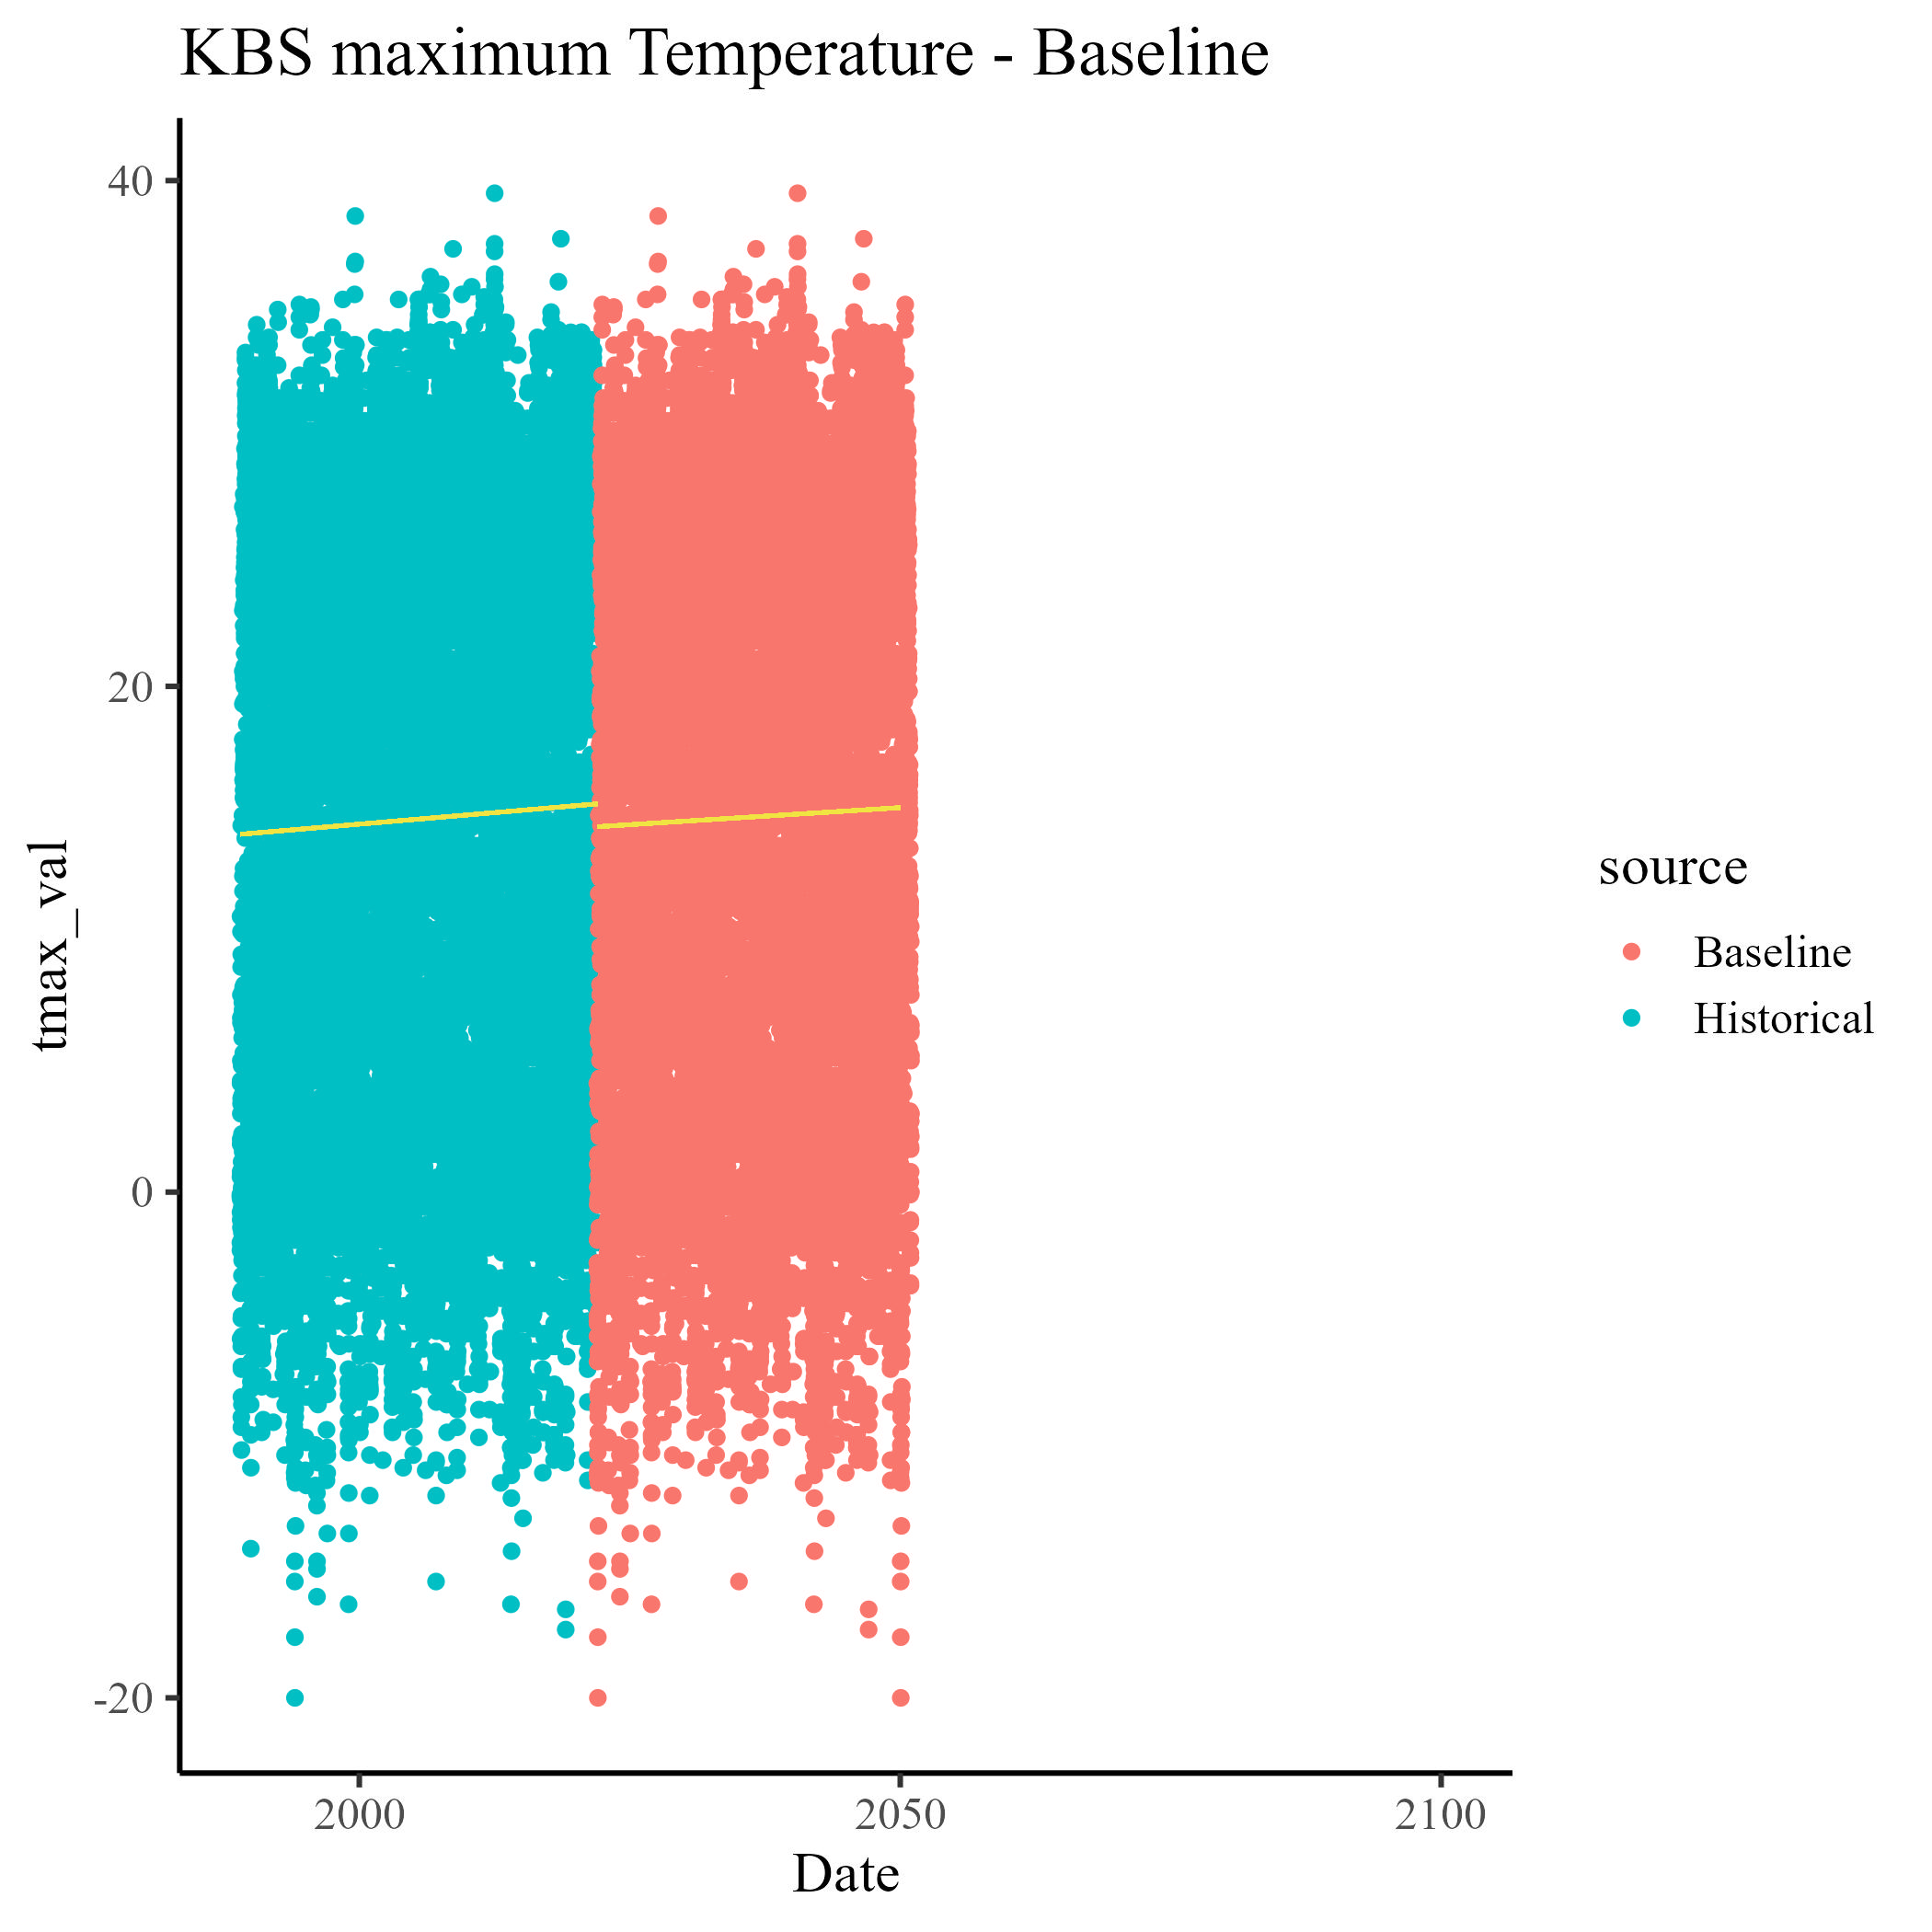 KBS maximum Temperature - Baseline
40
20
0
-20
tmax_val
2000
2050
2100
Date
source
Baseline
Historical